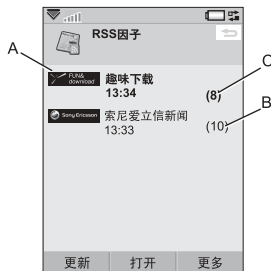 RSS因子
A
C
FUN&
download
趣味下载
13:34
(8)
B
Sony Ericsson
索尼爱立信新闻
13:33
(10)
更新
打开
更多